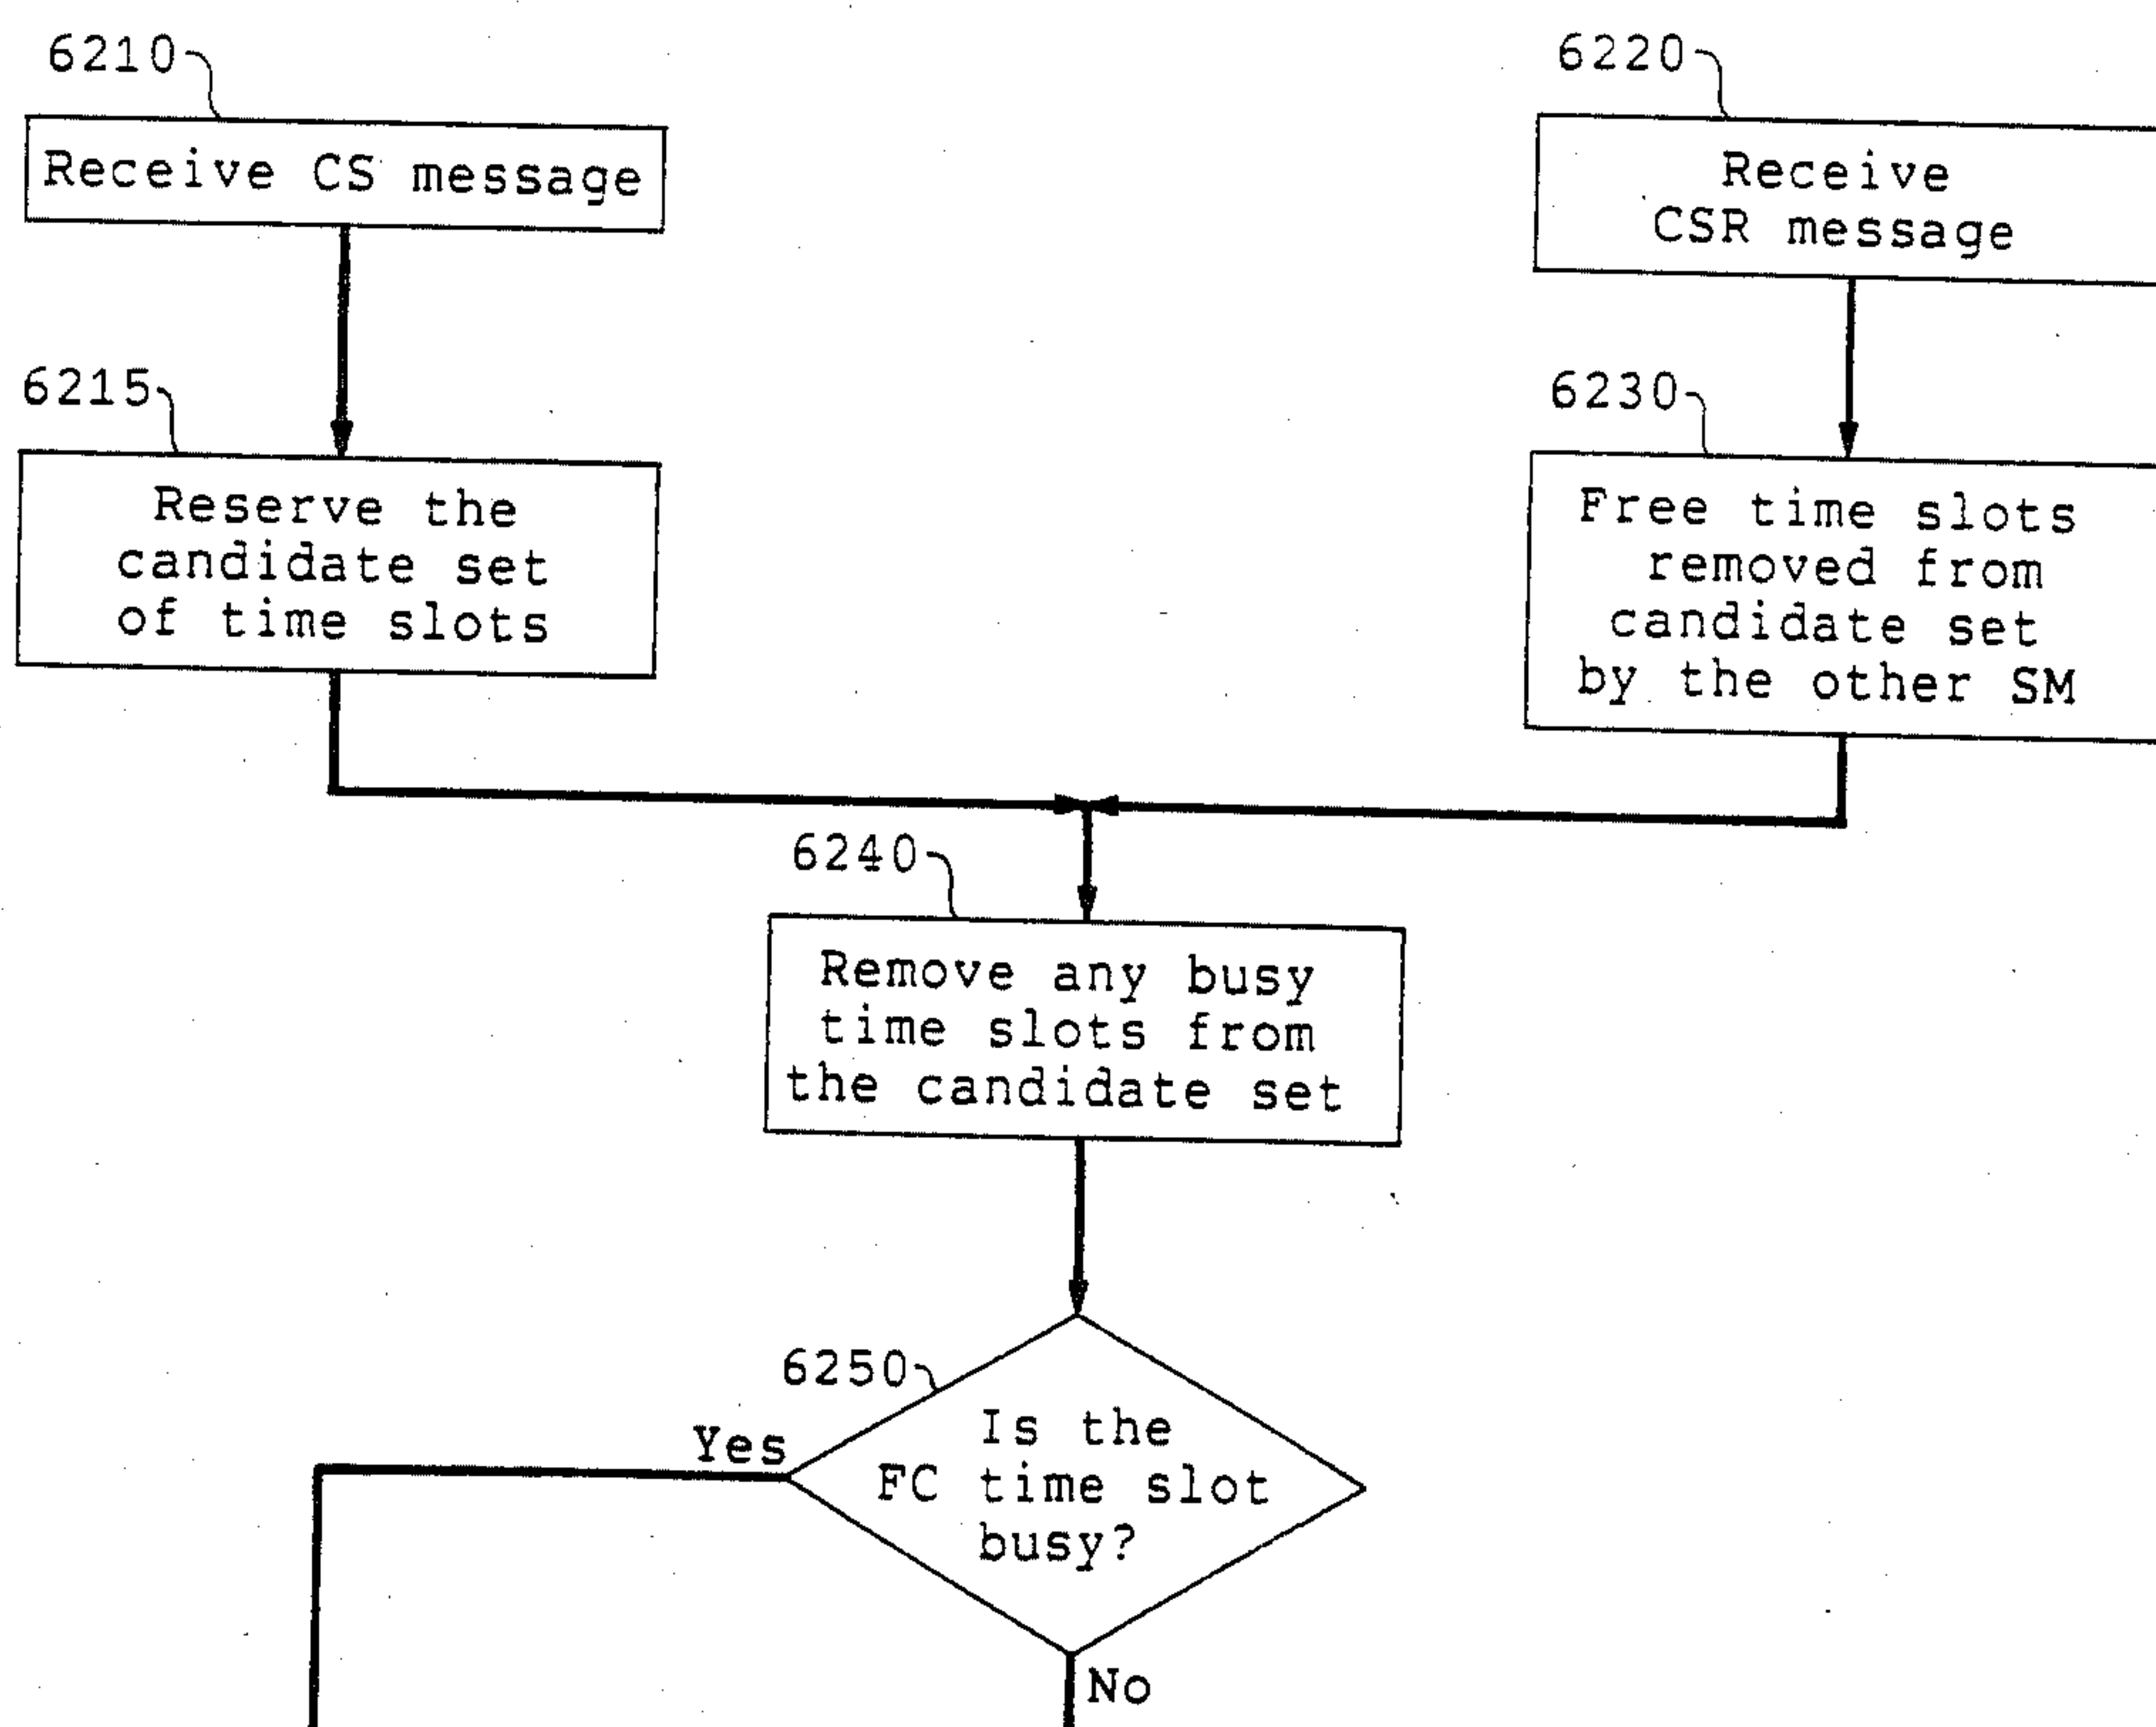 6210
Receive CS message
6220
Receive
CSR message
6215
Reserve the
candidate set
of time slots
6230
Free time slots
removed from
candidate set
by the other SM
6240
Remove any busy
time slots from
the candidate set
6250
Is the
FC time slot
busy?
Yes
No